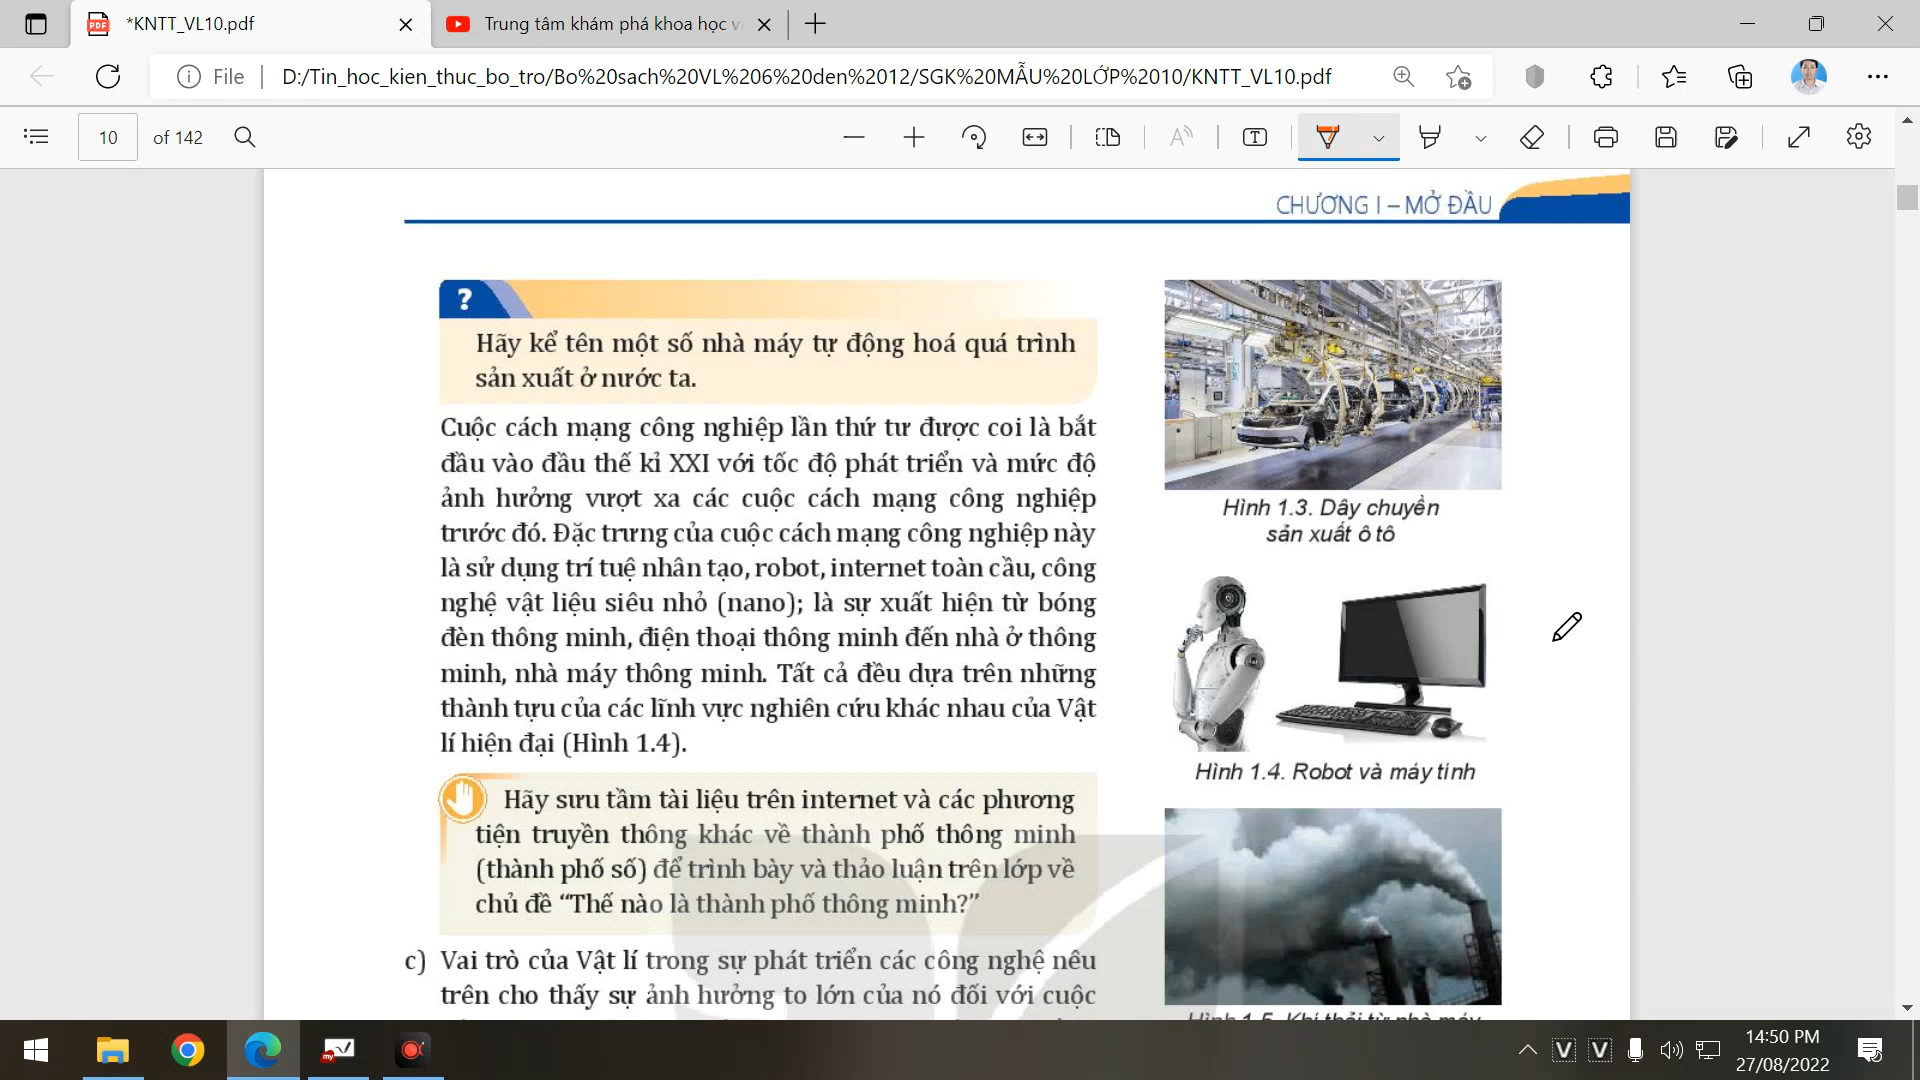 *KNTT_VL10.pdf
Trung tâm khám phá khoa học v
File
D:/Tin_hoc_kien_thuc_bo_tro/Bo%20sach%20VL%206%20den%2012/SGK%20MẪU%20LỚP%2010/KNTT_VL10.pdf
PDF
10 of 142
CHƯƠNG I – MỞ ĐẦU
?
Hãy kể tên một số nhà máy tự động hoá quá trình
sản xuất ở nước ta.
Cuộc cách mạng công nghiệp lần thứ tư được coi là bắt
đầu vào đầu thế kỉ XXI với tốc độ phát triển và mức độ
ảnh hưởng vượt xa các cuộc cách mạng công nghiệp
trước đó. Đặc trưng của cuộc cách mạng công nghiệp này
là sử dụng trí tuệ nhân tạo, robot, internet toàn cầu, công
nghệ vật liệu siêu nhỏ (nano); là sự xuất hiện từ bóng
đèn thông minh, điện thoại thông minh đến nhà ở thông
minh, nhà máy thông minh. Tất cả đều dựa trên những
thành tựu của các lĩnh vực nghiên cứu khác nhau của Vật
lí hiện đại (Hình 1.4).
Hãy sưu tầm tài liệu trên internet và các phương
tiện truyền thông khác về thành phố thông minh
(thành phố số) để trình bày và thảo luận trên lớp về
chủ đề “Thế nào là thành phố thông minh?”
c) Vai trò của Vật lí trong sự phát triển các công nghệ nêu
trên cho thấy sự ảnh hưởng to lớn của nó đối với cuộc
Hình 1.3. Dây chuyền
sản xuất ô tô
Hình 1.4. Robot và máy tính
Hình 1.5. Khí thải từ nhà máy
my
V
V
14:50 PM
27/08/2022